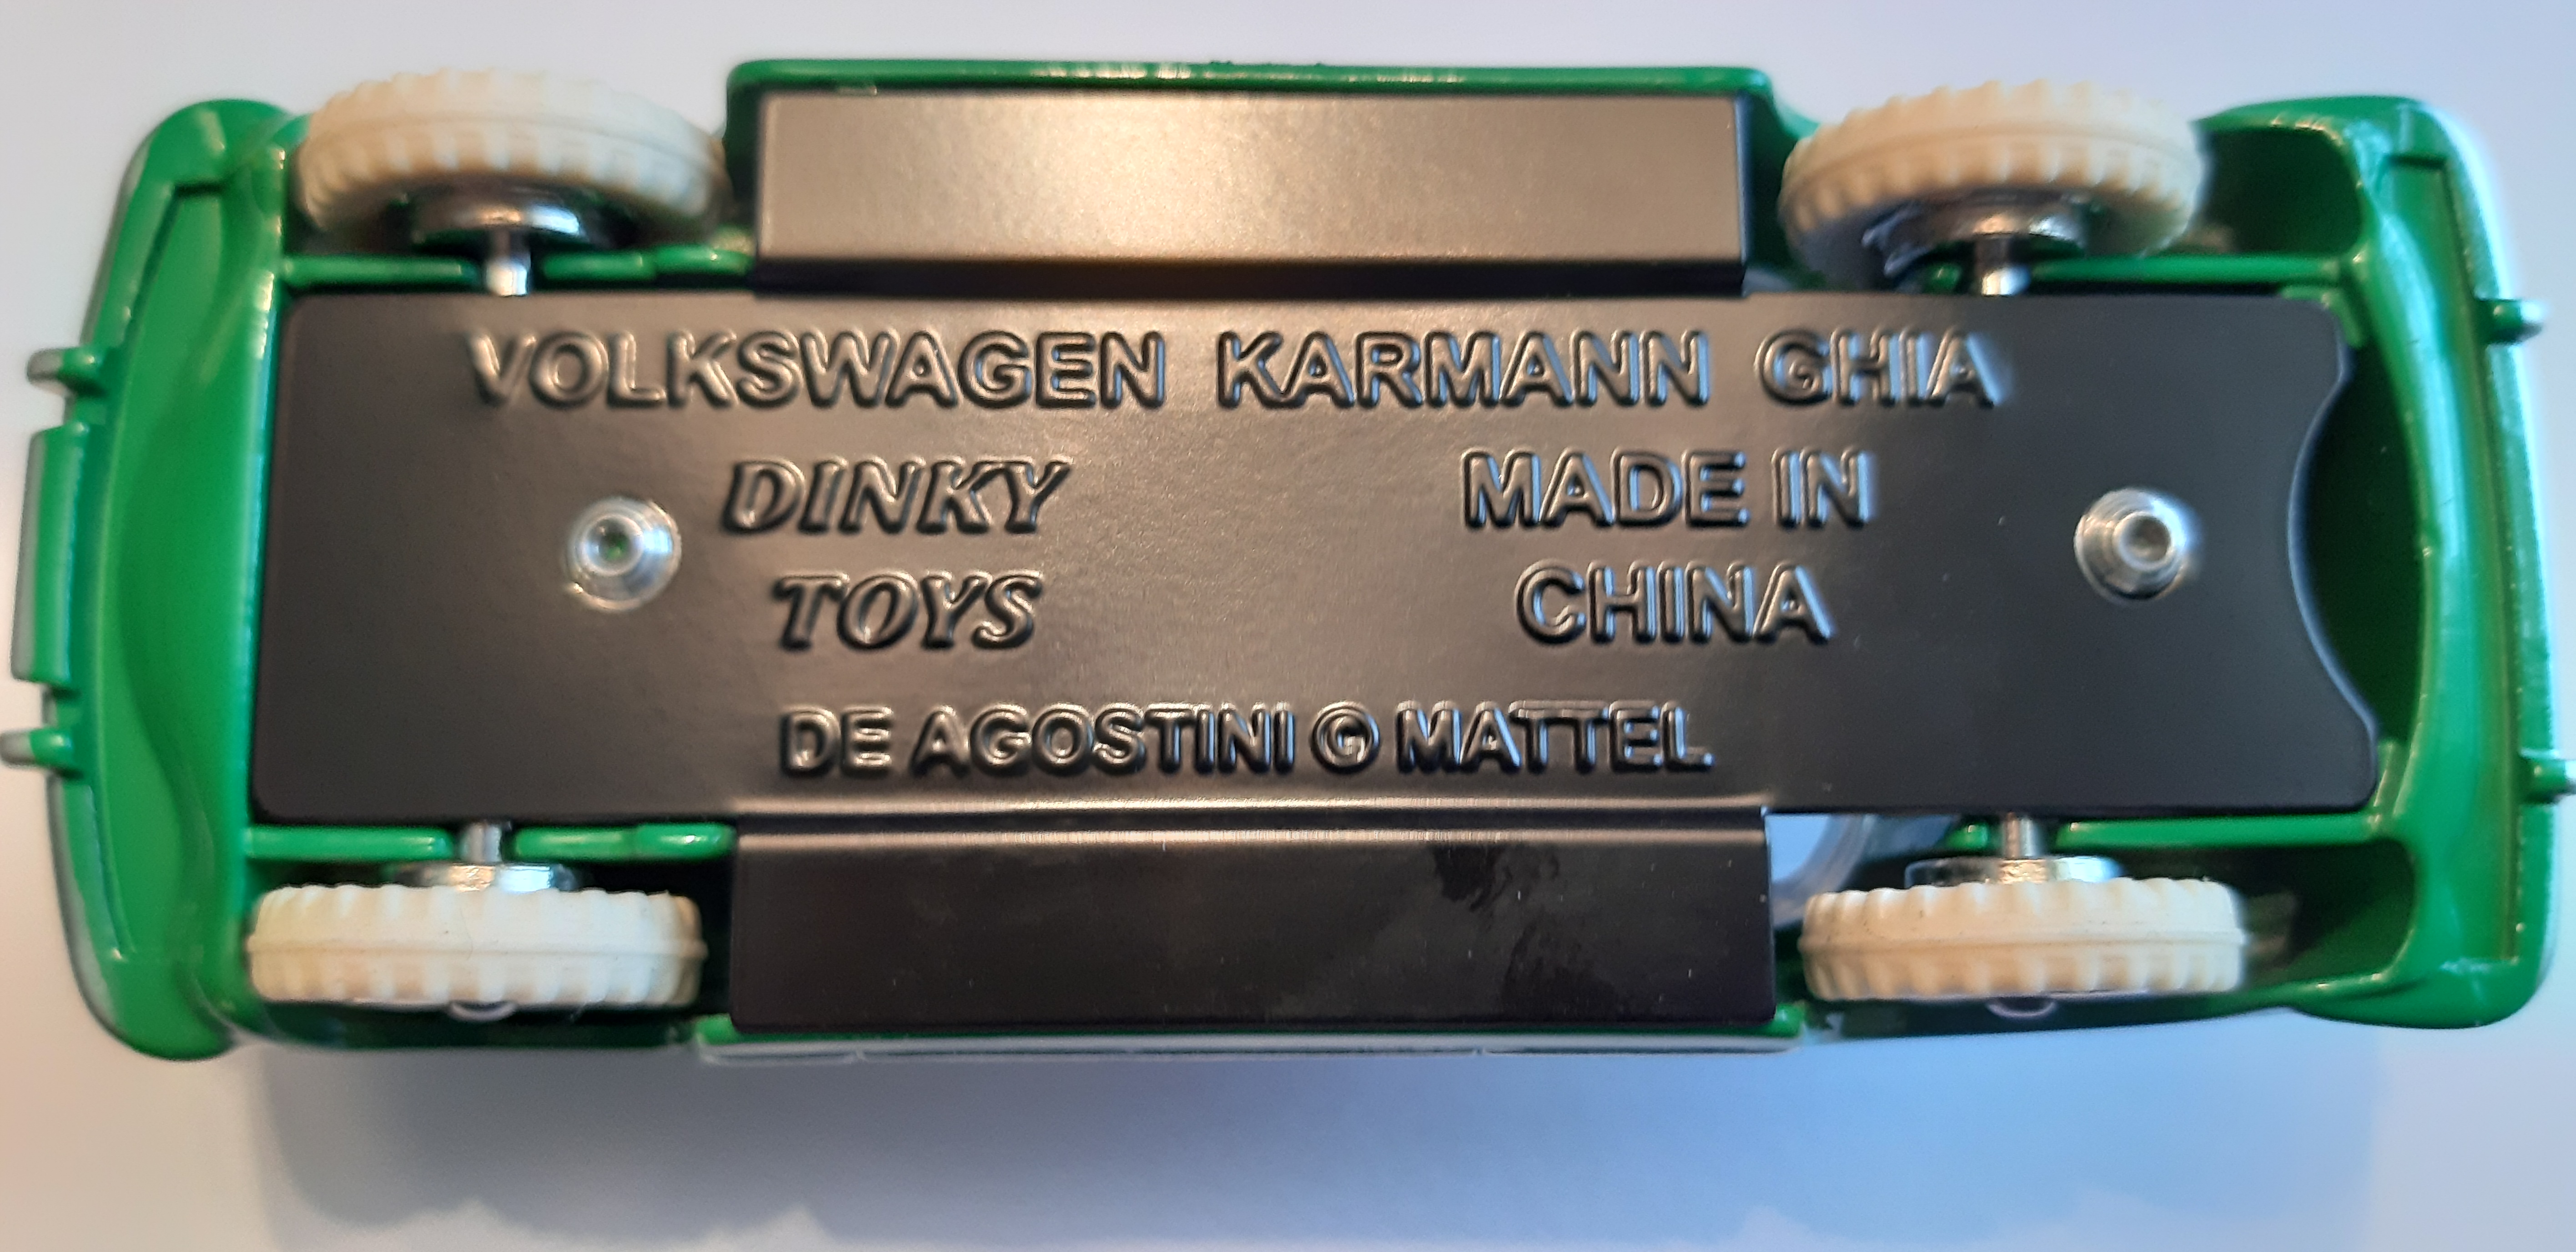 VOLKSWAGEN KARMANN GHIA
DINKY
TOYS
MADE IN
CHINA
DE AGOSTINI © MATTEL